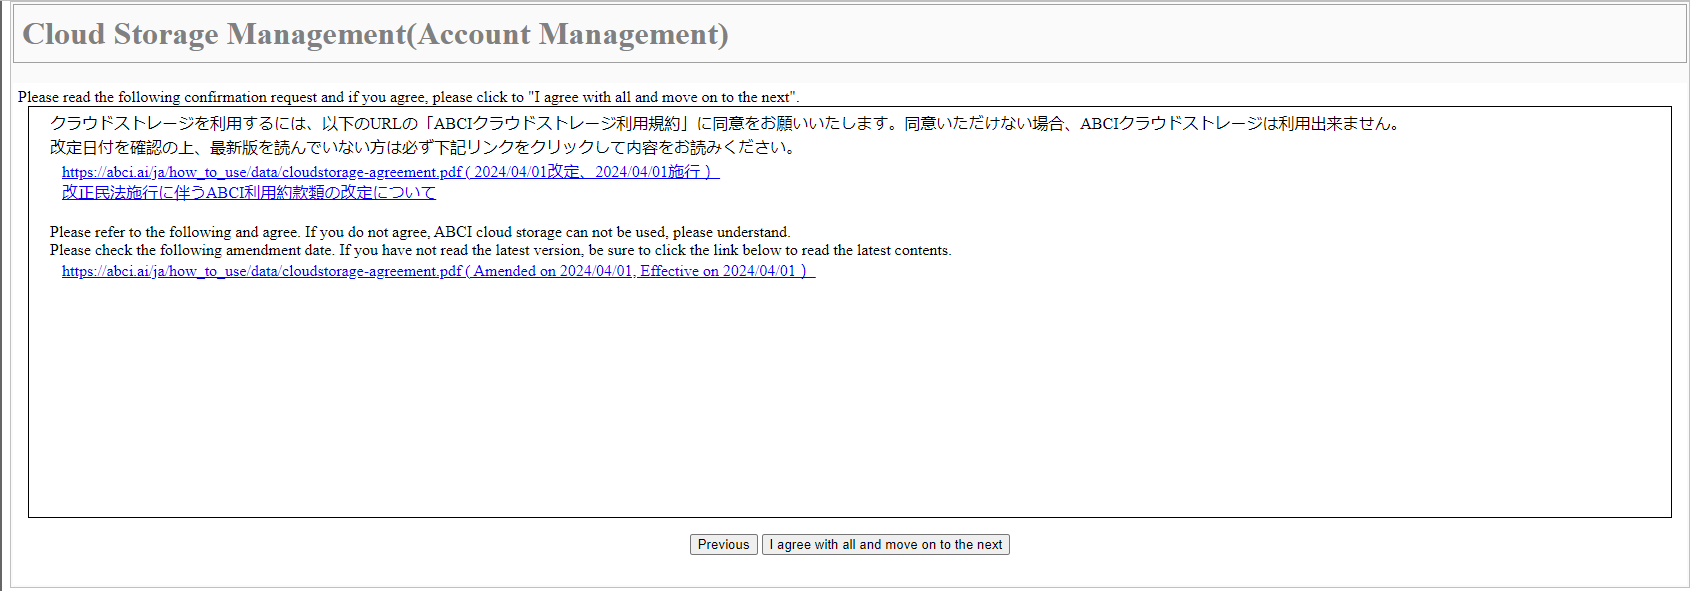 Cloud Storage Management(Account Management)
Please read the following confirmation request and if you agree, please click to "I agree with all and move on to the next".
クラウドストレージを利用するには、以下のURLの「ABCIクラウドストレージ利用規約」に同意をお願いいたします。同意いただけない場合、ABCIクラウドストレージは利用出来ません。
改定日付を確認の上、最新版を読んでいない方は必ず下記リンクをクリックして内容をお読みください。
https://abci.ai/ja/how_to_use/data/cloudstorage-agreement.pdf ( 2024/04/01改定、2024/04/01施行 )
改正民法施行に伴うABCI利用約款類の改定について
Please refer to the following and agree. If you do not agree, ABCI cloud storage can not be used, please understand.
Please check the following amendment date. If you have not read the latest version, be sure to click the link below to read the latest contents.
https://abci.ai/ja/how_to_use/data/cloudstorage-agreement.pdf ( Amended on 2024/04/01, Effective on 2024/04/01 )
Previous I agree with all and move on to the next